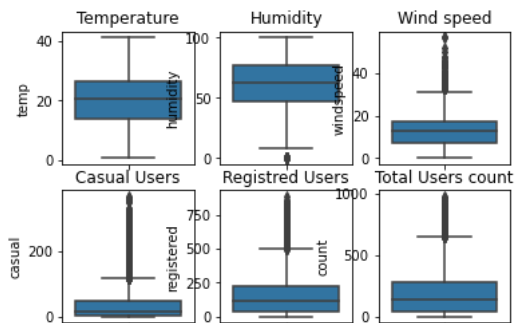 Temperature
Humidity
Wind speed
temp
40
20
0
humidity
100
50
0
windspeed
40
20
0
Casual Users
Registred Users
Total Users count
casual
200
0
registered
750
500
250
0
count
1000
500
0